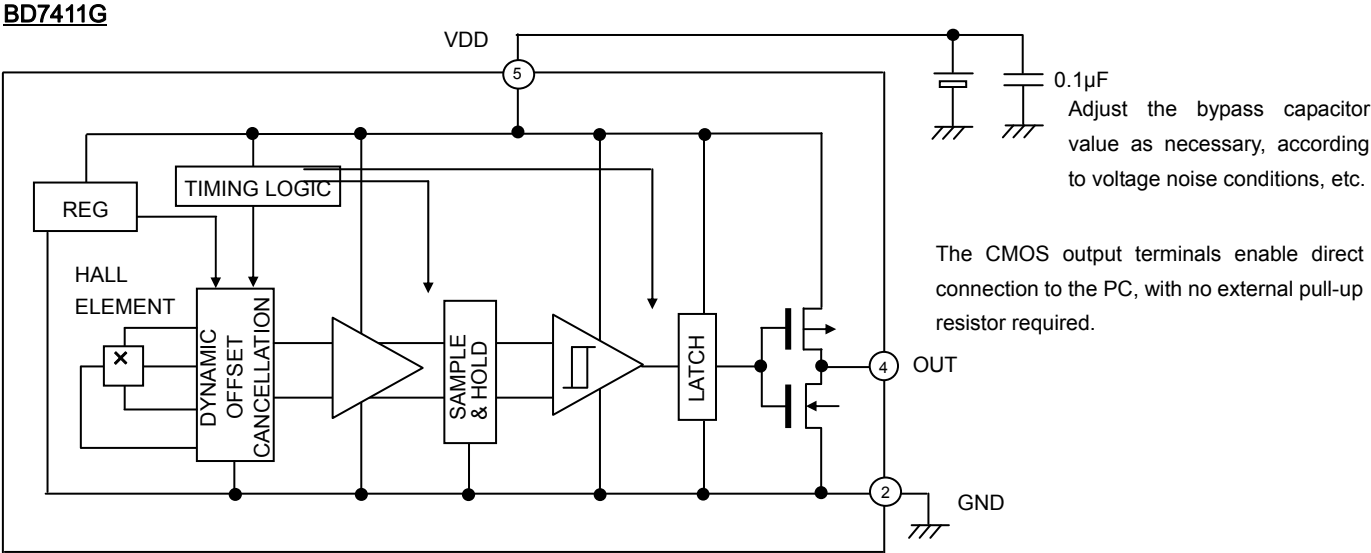 BD7411G
VDD
5
0.1µF
Adjust the bypass capacitor
value as necessary, according
to voltage noise conditions, etc.
TIMING LOGIC
REG
HALL
ELEMENT
The CMOS output terminals enable direct
connection to the PC, with no external pull-up
resistor required.
DYNAMIC
OFFSET
CANCELLATION
SAMPLE
& HOLD
LATCH
4
OUT
2
GND